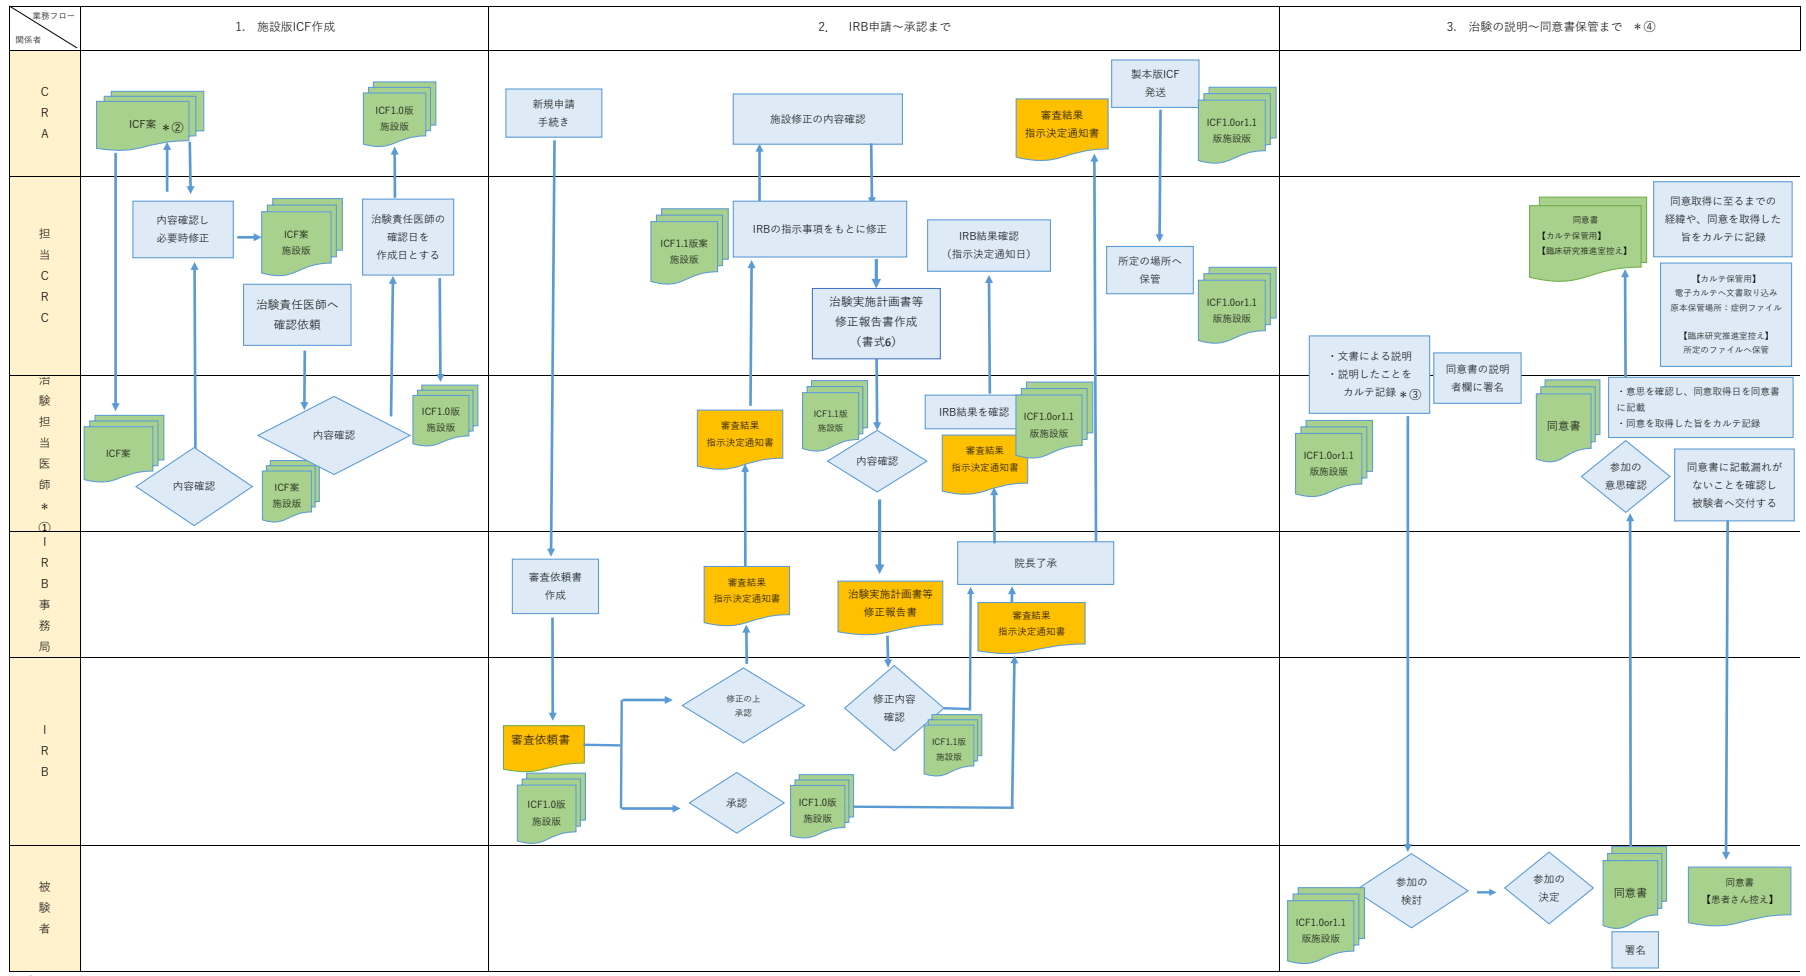 業務フロー
関係者
1.　施設版ICF作成
2.　IRB申請～承認まで
3.　治験の説明～同意書保管まで　＊④
CRA
ICF案　＊②
ICF1.0版
施設版
新規申請
手続き
施設修正の内容確認
審査結果
指示決定通知書
製本版ICF
発送
ICF1.0or1.1
版施設版
担当CRC
内容確認し
必要時修正
ICF案
施設版
治験責任医師の
確認日を
作成日とする
治験責任医師へ
確認依頼
ICF1.1版案
施設版
IRBの指示事項をもとに修正
治験実施計画書等
修正報告書作成
（書式6）
IRB結果確認
（指示決定通知日）
所定の場所へ
保管
ICF1.0or1.1
版施設版
・文書による説明
・説明したことを
カルテ記録　＊③
同意書の説明
者欄に署名
同意書
【カルテ保管用】
【臨床研究推進室控え】
同意取得に至るまでの
経緯や、同意を取得した
旨をカルテに記録
【カルテ保管用】
電子カルテへ文書取り込み
原本保管場所：症例ファイル
【臨床研究推進室控え】
所定のファイルへ保管
治験担当医師＊①
ICF案
内容確認
ICF案
施設版
内容確認
ICF1.0版
施設版
審査結果
指示決定通知書
ICF1.1版
施設版
内容確認
IRB結果を確認
ICF1.0or1.1
版施設版
審査結果
指示決定通知書
ICF1.0or1.1
版施設版
同意書
・意思を確認し、同意取得日を同意書
に記載
・同意を取得した旨をカルテ記録
参加の
意思確認
同意書に記載漏れが
ないことを確認し
被験者へ交付する
IRB事務局
審査依頼書
作成
審査結果
指示決定通知書
治験実施計画書等
修正報告書
院長了承
審査結果
指示決定通知書
IRB
審査依頼書
ICF1.0版
施設版
修正の上
承認
承認
ICF1.0版
施設版
修正内容
確認
ICF1.1版
施設版
被験者
ICF1.0or1.1
版施設版
参加の
検討
参加の
決定
同意書
署名
同意書
【患者さん控え】